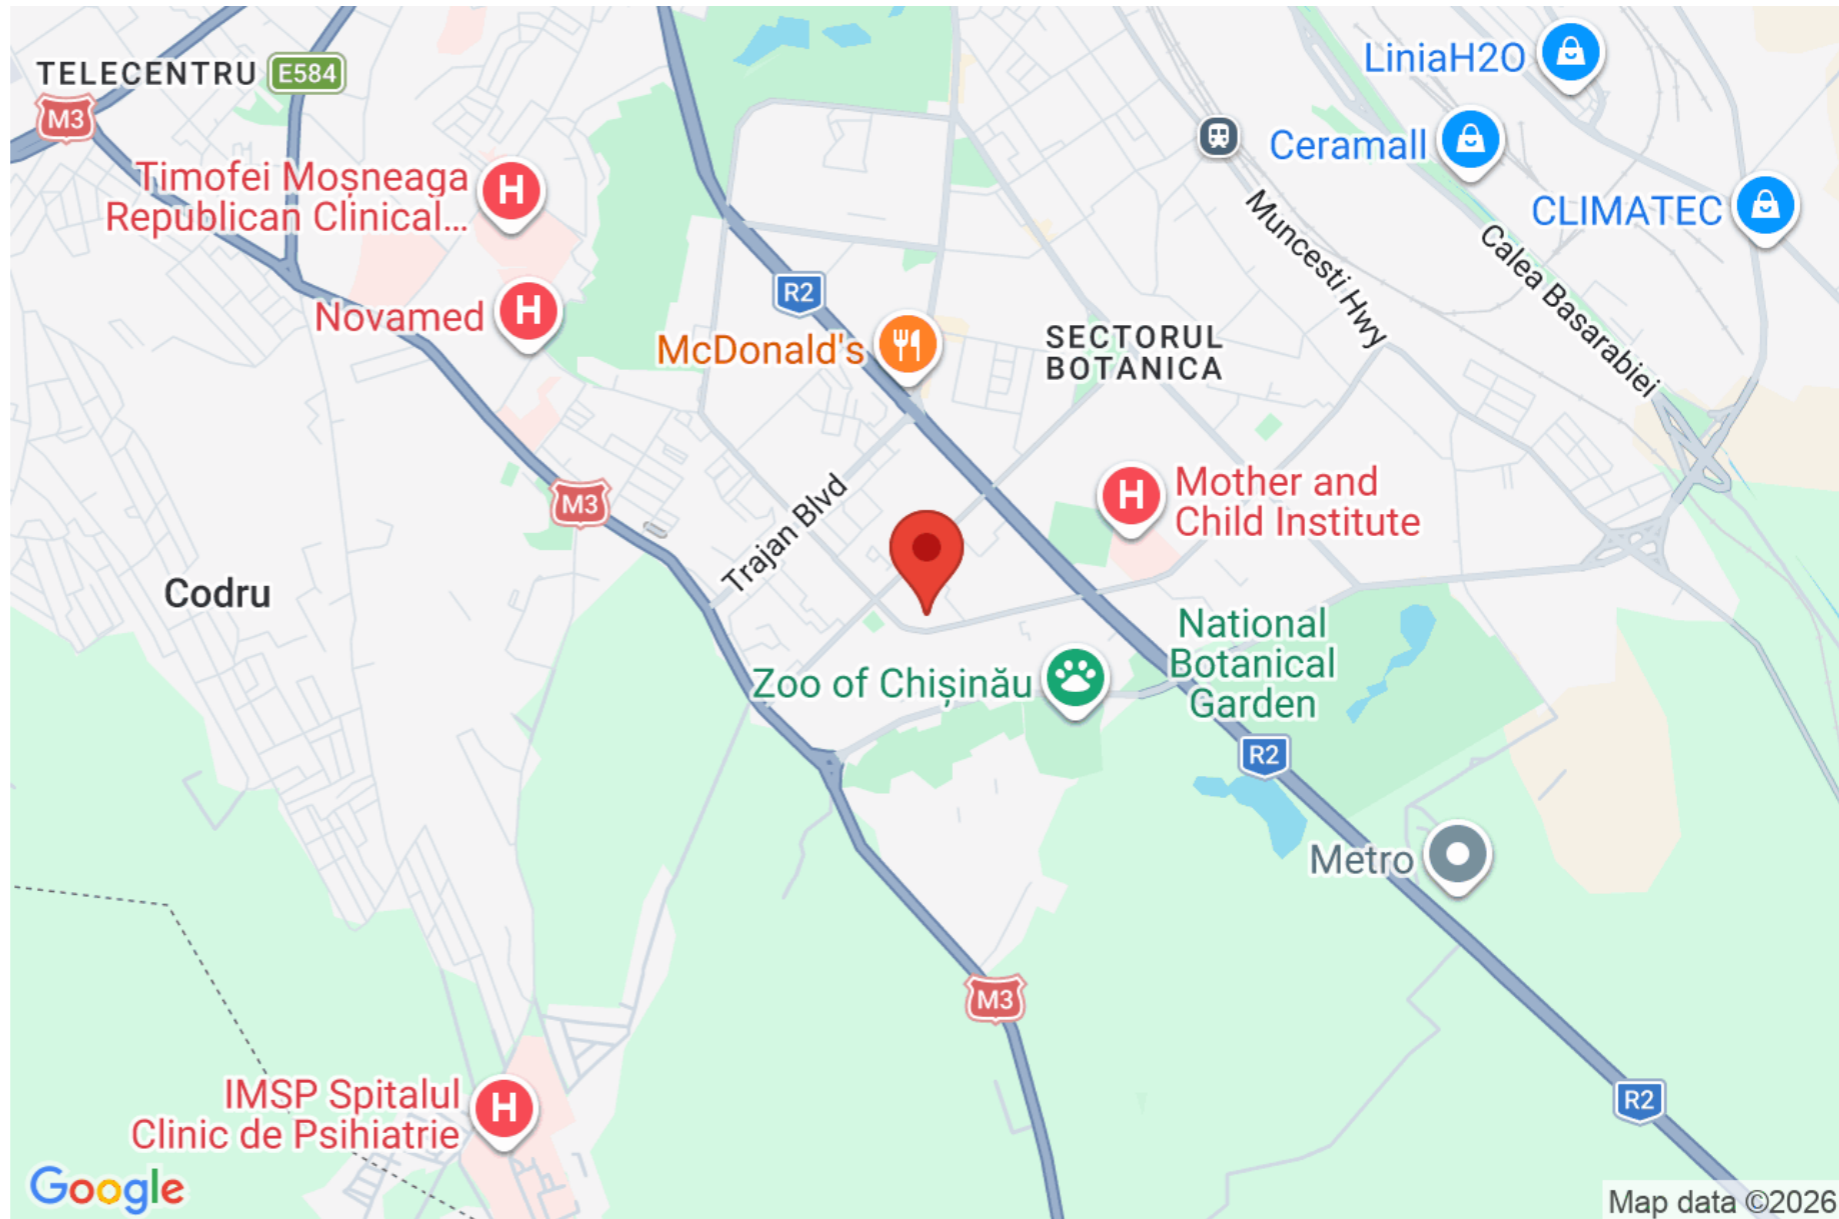 LiniaH2O
TELECENTRU
E584
M3
Ceramall
Timofei Moșneaga
Republican Clinical...
CLIMATEC
Muncesti Hwy
Calea Basarabiei
R2
Novamed
McDonald's
SECTORUL
BOTANICA
M3
Trajan Blvd
Mother and
Child Institute
Codru
National
Botanical
Garden
Zoo of Chișinău
R2
Metro
M3
IMSP Spitalul
Clinic de Psihiatrie
R2
Google
Map data ©2026